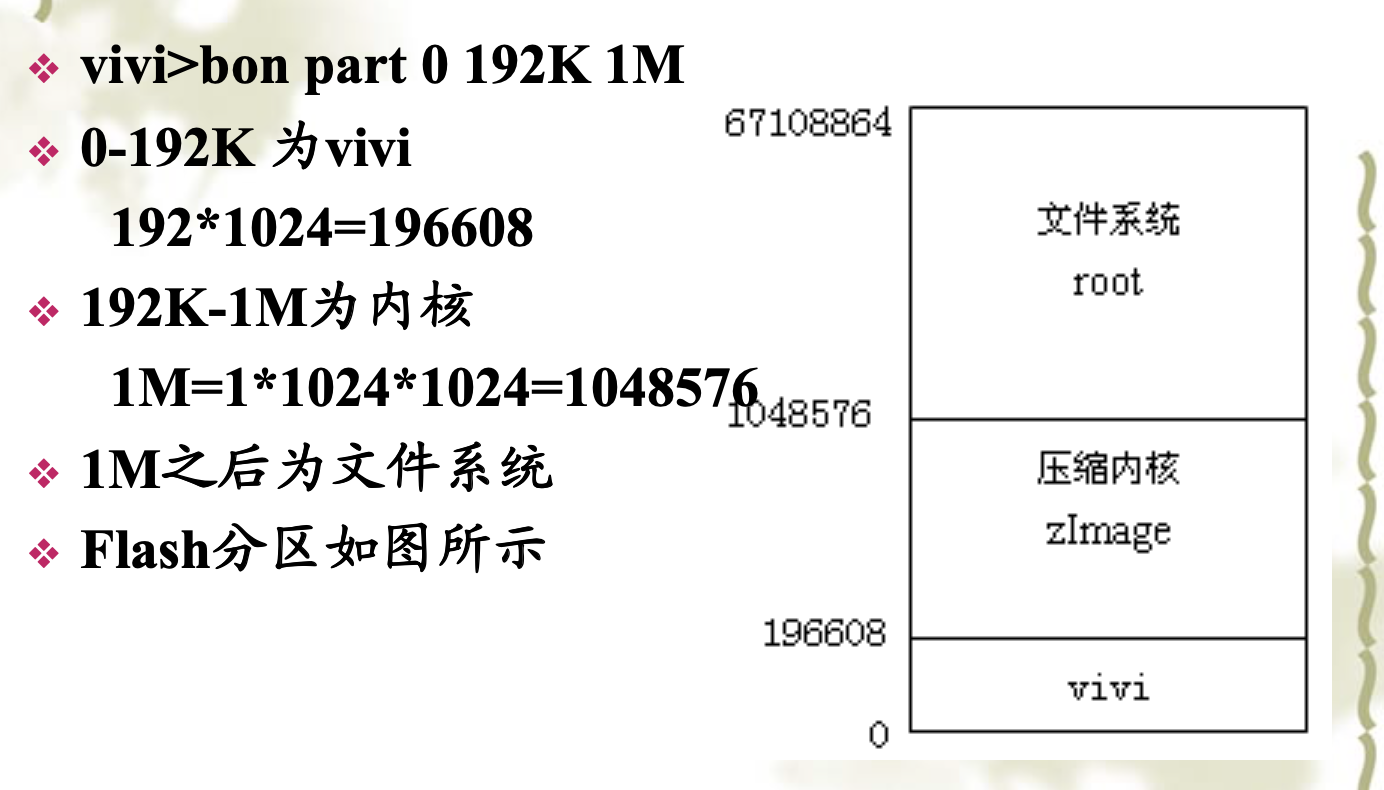 ❖ vivi>bon part 0 192K 1M
❖ 0-192K 为vivi
192*1024=196608
❖ 192K-1M为内核
1M=1*1024*1024=1048576
❖ 1M之后为文件系统
❖ Flash分区如图所示
67108864
文件系统
root
1048576
压缩内核
zImage
196608
vivi
0